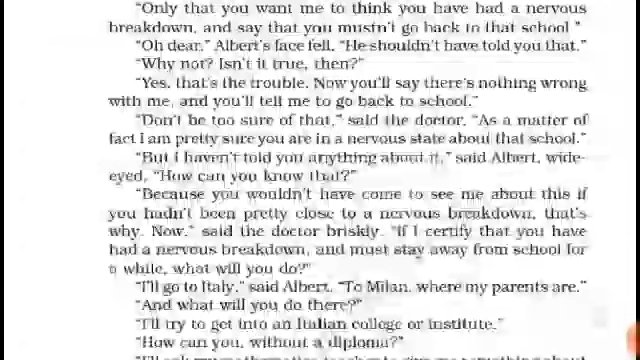 "Only that you want me to think you have had a nervous
breakdown, and say that you mustn't go back to that school."
"Oh dear," Albert's face fell, "He shouldn't have told you that."
"Why not? Isn't it true, then?"
"Yes, that's the trouble. Now you'll say there's nothing wrong
with me, and you'll tell me to go back to school."
"Don't be too sure of that," said the doctor, "As a matter of
fact I am pretty sure you are in a nervous state about that school."
"But I haven't told you anything about it," said Albert, wide-
eyed, "How can you know that?"
"Because you wouldn't have come to see me about this if
you hadn't been pretty close to a nervous breakdown, that's
why. Now," said the doctor briskly, "If I certify that you have
had a nervous breakdown, and must stay away from school for
a while, what will you do?"
"I'll go to Italy," said Albert, "To Milan, where my parents are."
"And what will you do there?"
"I'll try to get into an Italian college or institute."
"How can you, without a diploma?"